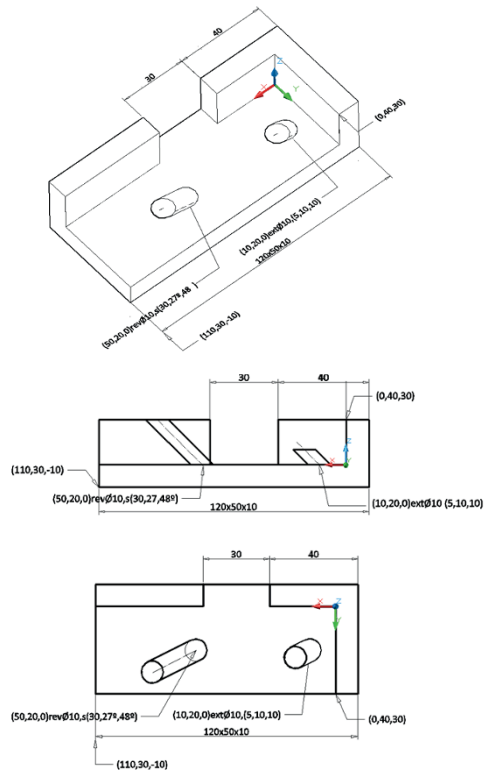 40
30
Z
X
Y
(0,40,30)
(10,20,0)extØ10,(5,10,10)
120x50x10
(50,20,0)revØ10,s(30,27º,48 )
(110,30,-10)
30
40
(0,40,30)
Z
X
Y
(110,30,-10)
(50,20,0)revØ10,s(30,27,48º)
(10,20,0)extØ10 (5,10,10)
120x50x10
30
40
X
Z
Y
(50,20,0)revØ10,s(30,27º,48º)
(10,20,0)extØ10,(5,10,10)
(0,40,30)
120x50x10
(110,30,-10)